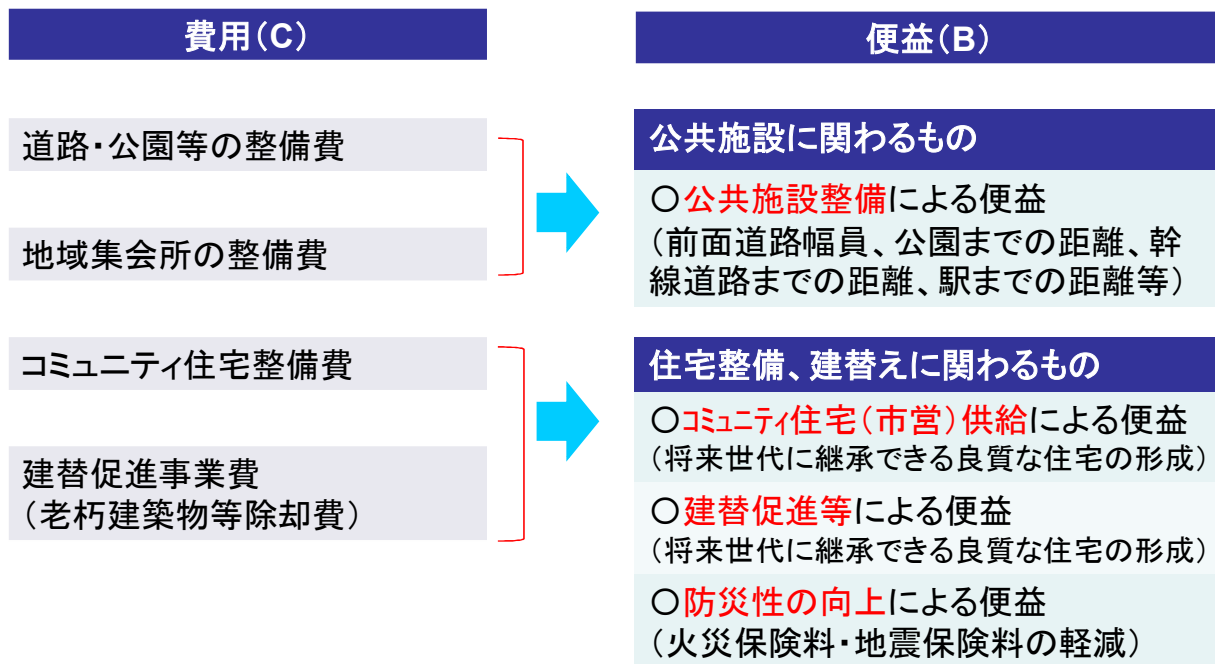 費用（C）
道路・公園等の整備費
地域集会所の整備費
コミュニティ住宅整備費
建替促進事業費
（老朽建築物等除却費）
便益（B）
公共施設に関わるもの
○公共施設整備による便益
（前面道路幅員、公園までの距離、幹
線道路までの距離、駅までの距離等）
住宅整備、建替えに関わるもの
○コミュニティ住宅（市営）供給による便益
（将来世代に継承できる良質な住宅の形成）
○建替促進等による便益
（将来世代に継承できる良質な住宅の形成）
○防災性の向上による便益
（火災保険料・地震保険料の軽減）